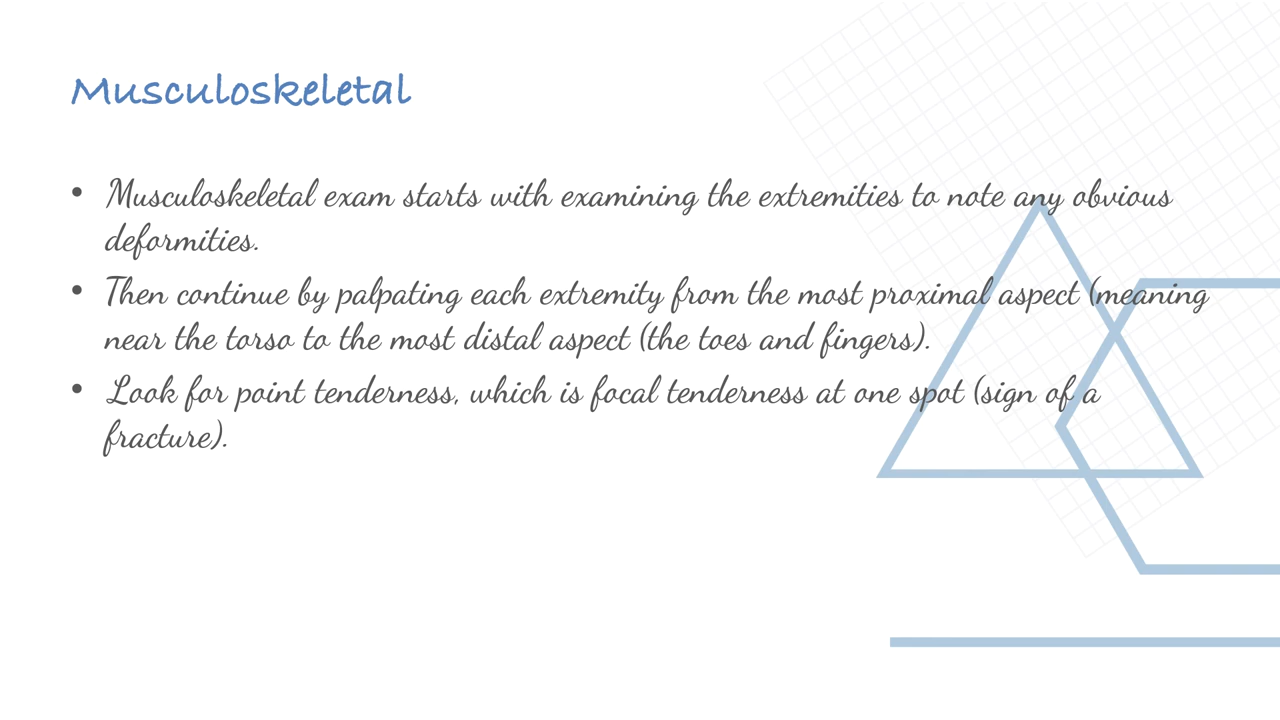 Musculoskeletal
• Musculoskeletal exam starts with examining the extremities to note any obvious
deformities.
• Then continue by palpating each extremity from the most proximal aspect (meaning
near the torso to the most distal aspect (the toes and fingers).
• Look for point tenderness, which is focal tenderness at one spot (sign of a
fracture).